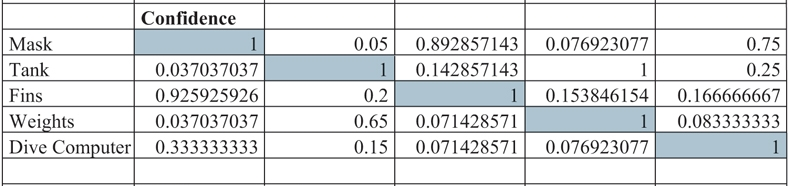 Confidence
Mask 1 0.05 0.892857143 0.076923077 0.75
Tank 0.037037037 1 0.142857143 1 0.25
Fins 0.925925926 0.2 1 0.153846154 0.166666667
Weights 0.037037037 0.65 0.071428571 1 0.083333333
Dive Computer 0.333333333 0.15 0.071428571 0.076923077 1